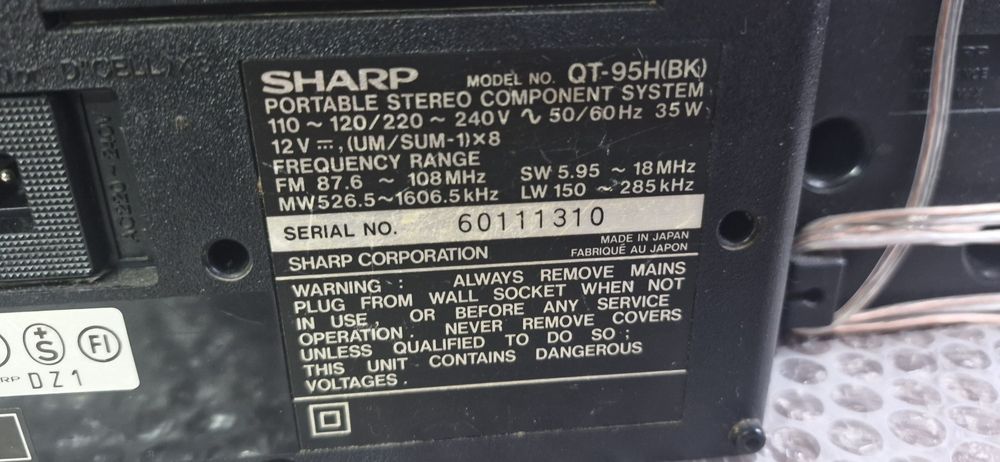 SHARP MODEL NO. QT-95H(BK)
PORTABLE STEREO COMPONENT SYSTEM
110 ~ 120/220 ~ 240V ∿ 50/60Hz 35W
12V ⎓, (UM/SUM-1)×8
FREQUENCY RANGE
FM 87.6 ~ 108MHz SW 5.95 ~ 18MHz
MW526.5~1606.5kHz LW 150 ~ 285kHz
SERIAL NO. 60111310
SHARP CORPORATION
MADE IN JAPAN
FABRIQUÉ AU JAPON
WARNING : ALWAYS REMOVE MAINS
PLUG FROM WALL SOCKET WHEN NOT
IN USE, OR BEFORE ANY SERVICE
OPERATION. NEVER REMOVE COVERS
UNLESS QUALIFIED TO DO SO ;
THIS UNIT CONTAINS DANGEROUS
VOLTAGES.
S FI
DZ1